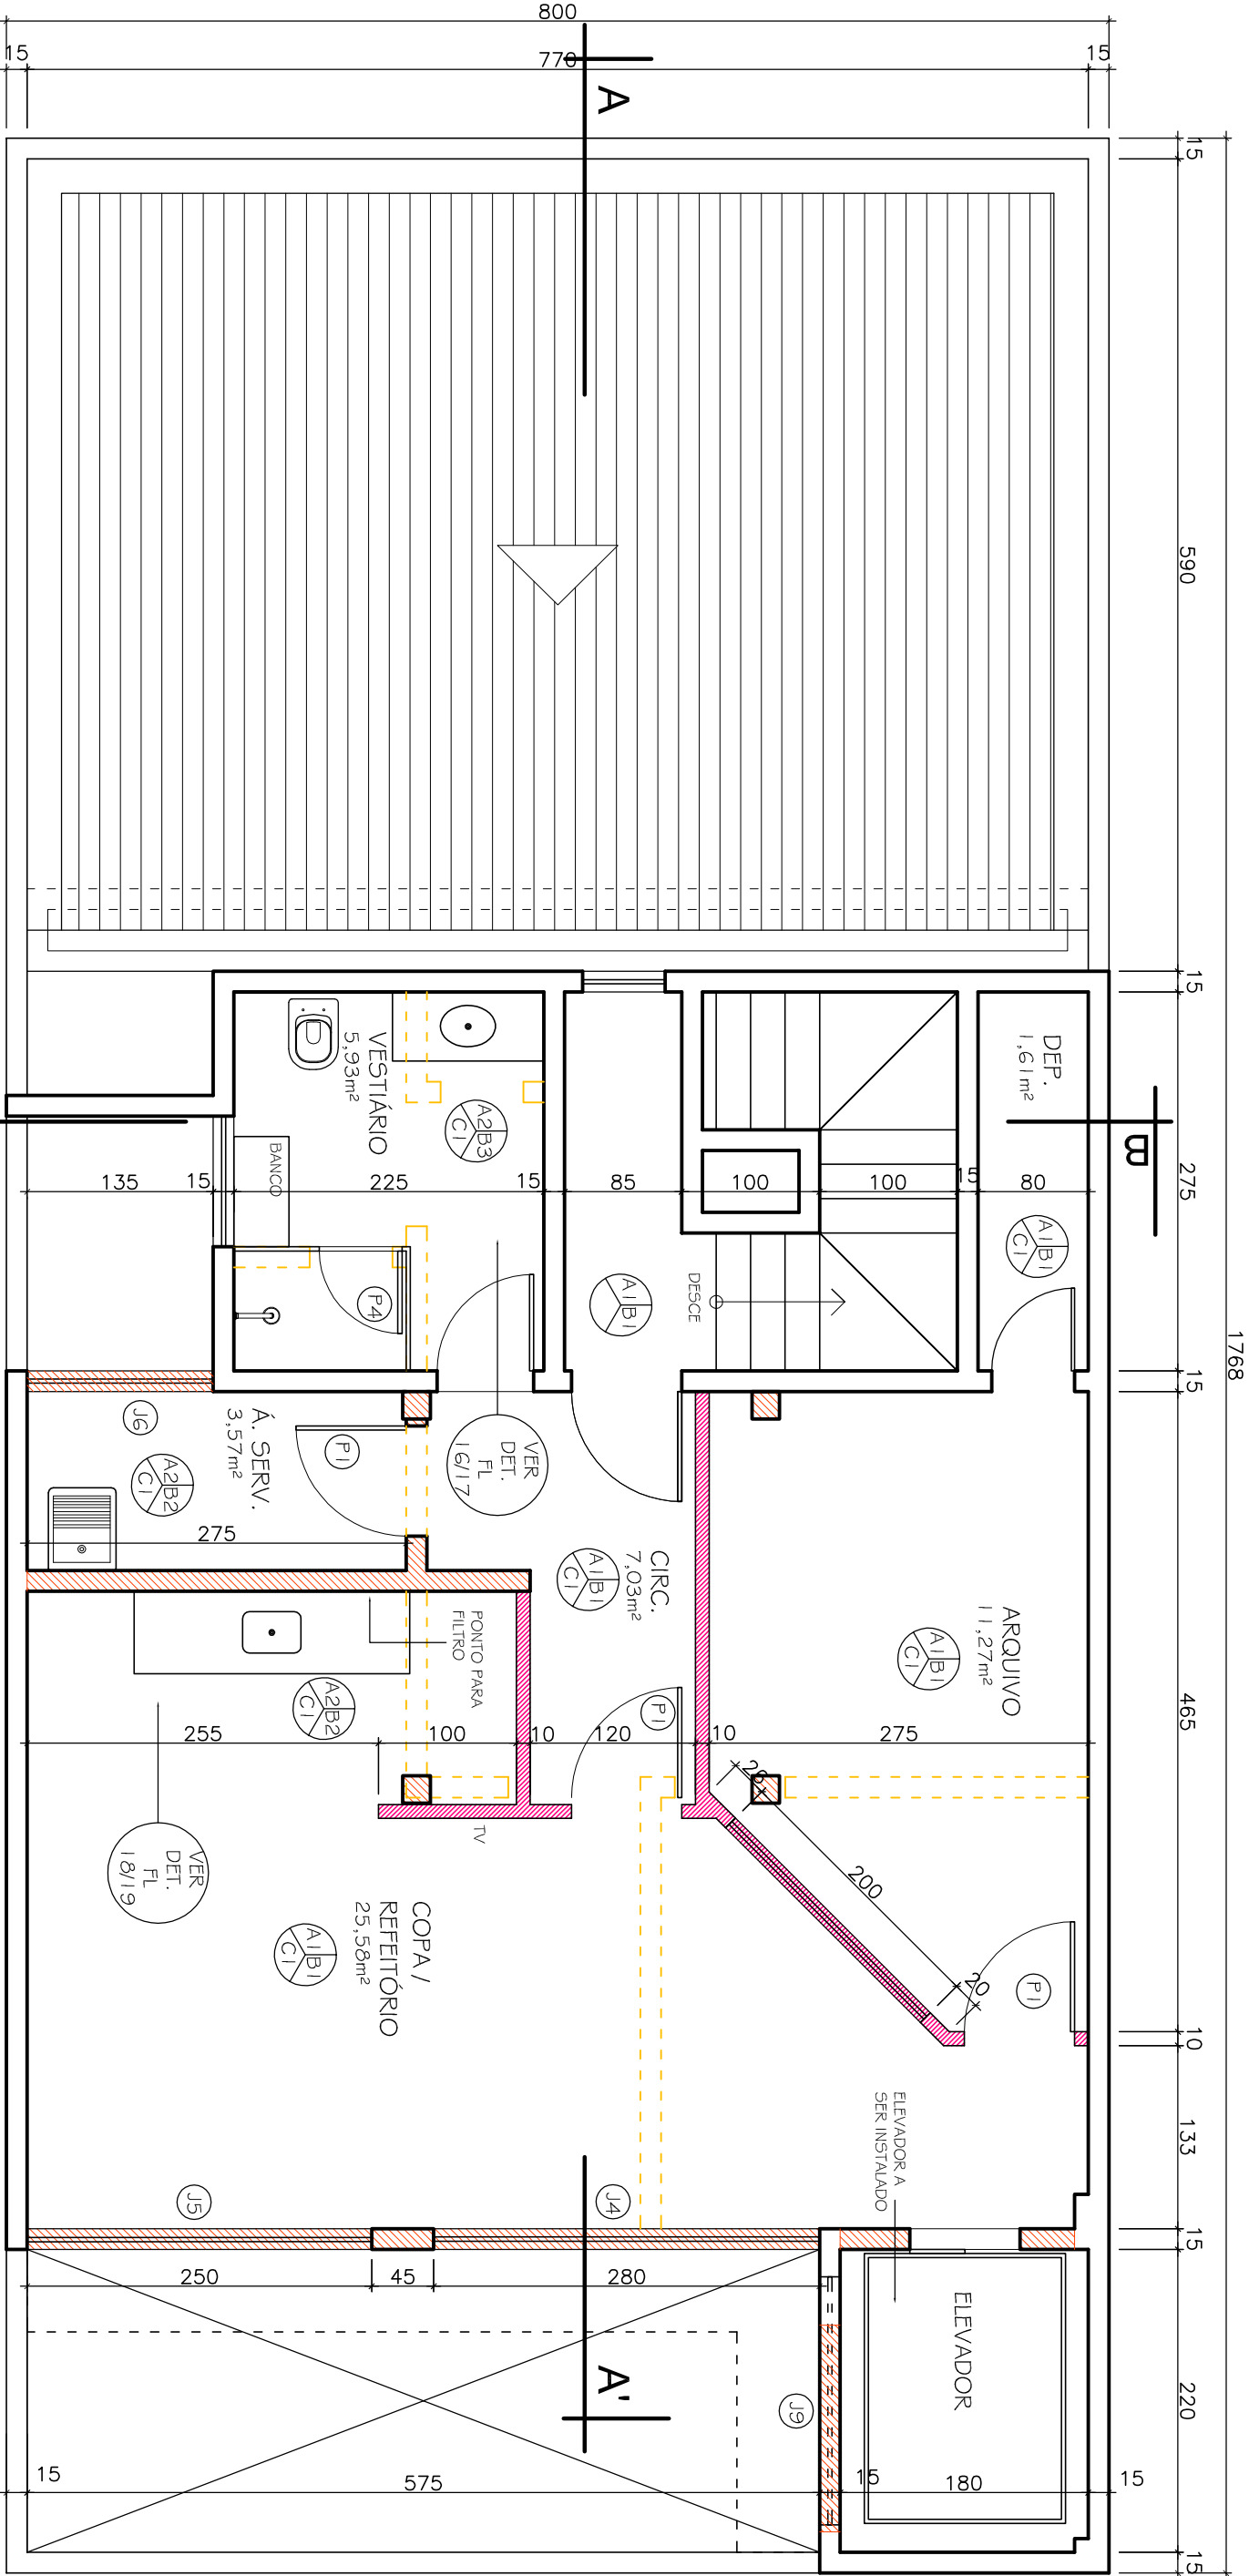 800
15
770
15
A
1768
15
590
15
275
15
465
10
133
15
220
15
DEP.
1,61m²
A1B1
C1
B
VESTIÁRIO
5,93m²
A2B3
C1
BANCO
135
15
225
15
85
100
100
15
80
P4
A1B1
C1
DESCE
J6
Á. SERV.
3,57m²
A2B2
C1
P1
275
VER
DET.
FL
16/17
CIRC.
7,03m²
A1B1
C1
ARQUIVO
11,27m²
A1B1
C1
PONTO PARA
FILTRO
A2B2
C1
P1
255
100
10
120
10
275
TV
VER
DET.
FL
18/19
COPA /
REFEITÓRIO
25,58m²
A1B1
C1
200
20
P1
ELEVADOR A
SER INSTALADO
J5
J4
250
45
280
ELEVADOR
A'
J9
15
575
15
180
15